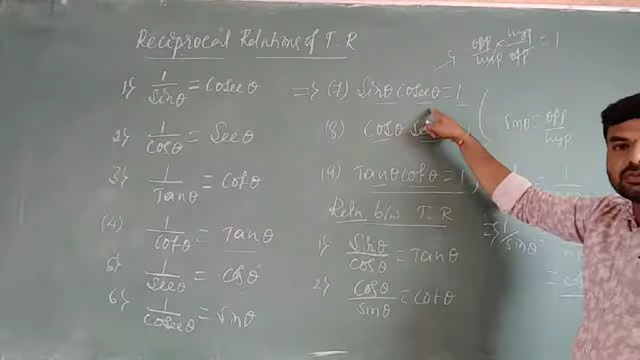 Reciprocal Relations of T.R
1) 1/sinθ = cosecθ
2) 1/cosθ = secθ
3) 1/Tanθ = cotθ
(4) 1/cotθ = Tanθ
5) 1/secθ = cosθ
6) 1/cosecθ = sinθ
=> (7) sinθ cosecθ = 1
(8) cosθ
(9) Tanθ cotθ = 1
Reln b/w T.R
1) sinθ/cosθ = Tanθ
2) cosθ/sinθ = cotθ
opp/hyp × hyp/opp = 1
sinθ = opp/hyp
=> 1/sinθ =